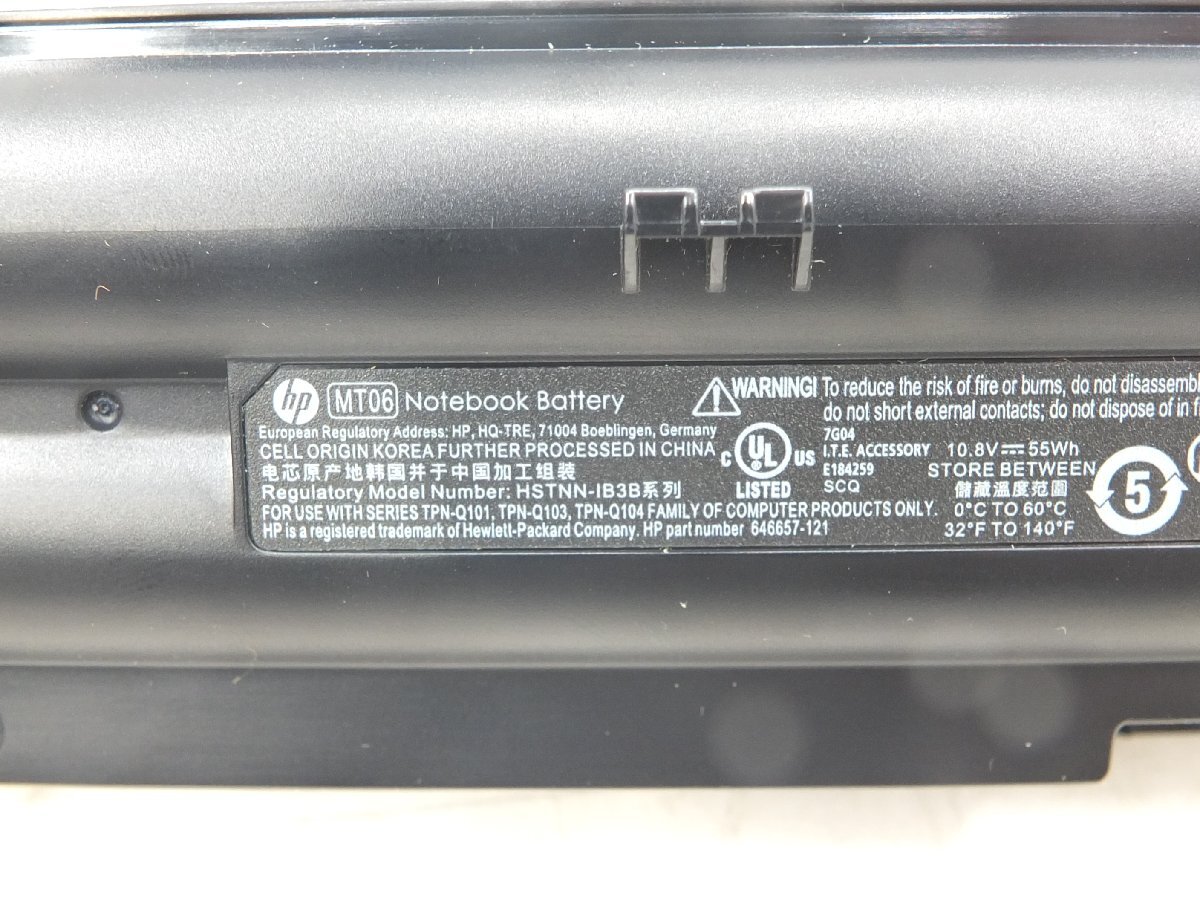 hp MT06 Notebook Battery
European Regulatory Address: HP, HQ-TRE, 71004 Boeblingen, Germany
CELL ORIGIN KOREA FURTHER PROCESSED IN CHINA
电芯原产地韩国并于中国加工组装
Regulatory Model Number: HSTNN-IB3B系列
FOR USE WITH SERIES TPN-Q101, TPN-Q103, TPN-Q104 FAMILY OF COMPUTER PRODUCTS ONLY.
HP is a registered trademark of Hewlett-Packard Company. HP part number 646657-121
WARNING! To reduce the risk of fire or burns, do not disassembl
do not short external contacts; do not dispose of in f
C UL US
LISTED
7G04
I.T.E. ACCESSORY
E184259
SCQ
10.8V⎓55Wh
STORE BETWEEN
儲藏溫度范圍
0°C TO 60°C
32°F TO 140°F
5